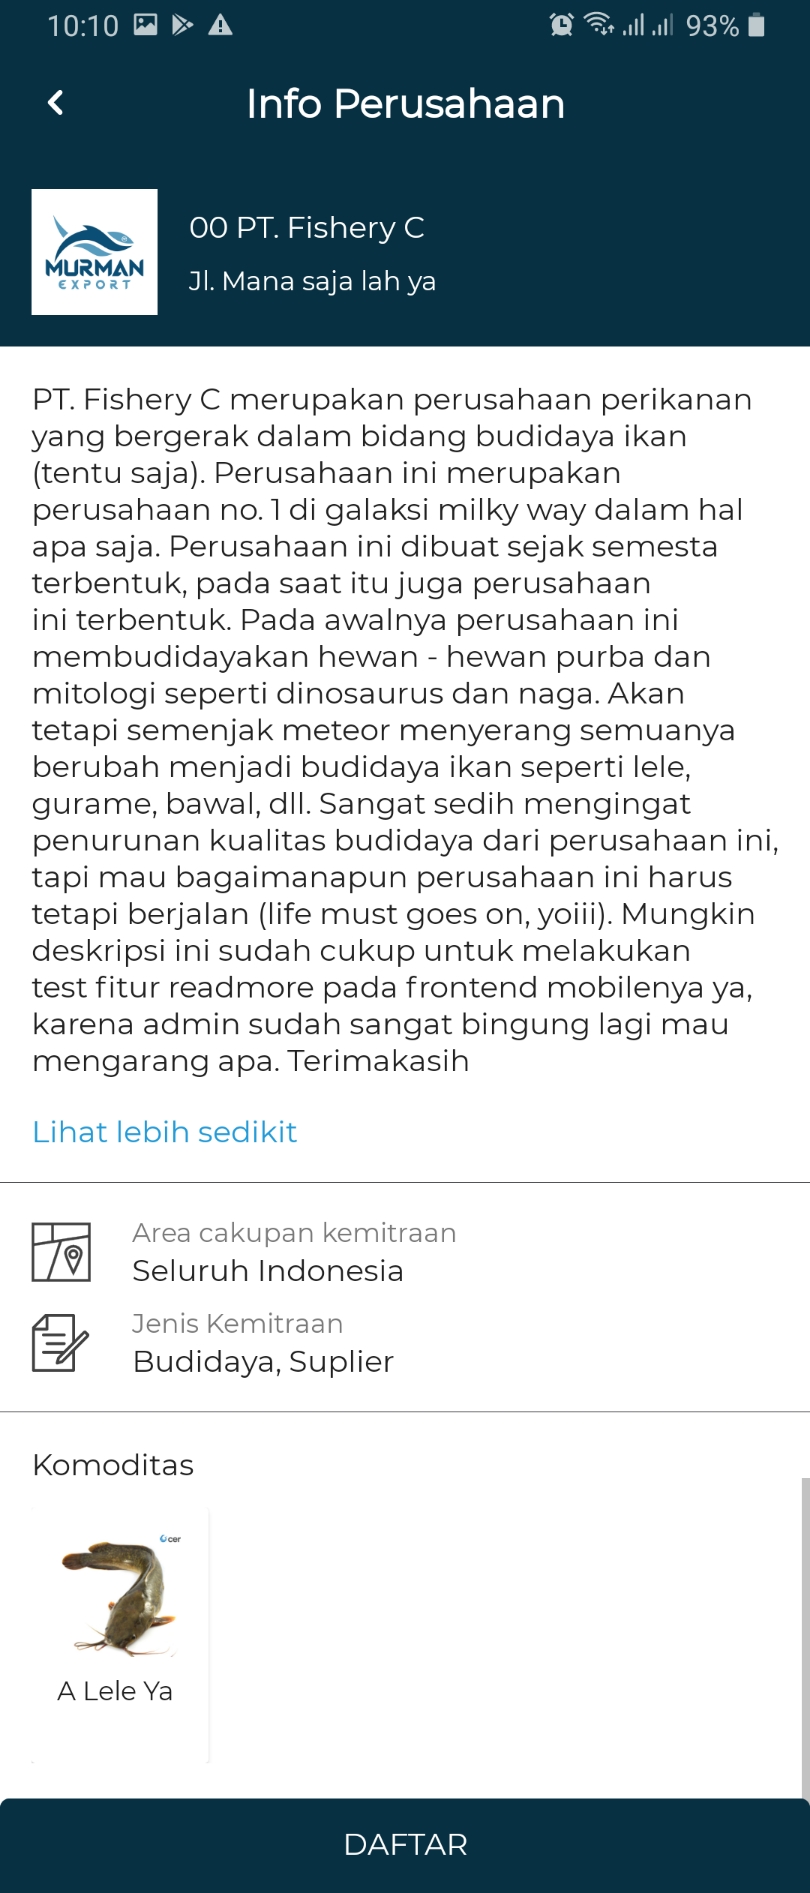 10:10
93%
Info Perusahaan
MURMAN
EXPORT
00 PT. Fishery C
Jl. Mana saja lah ya
PT. Fishery C merupakan perusahaan perikanan
yang bergerak dalam bidang budidaya ikan
(tentu saja). Perusahaan ini merupakan
perusahaan no. 1 di galaksi milky way dalam hal
apa saja. Perusahaan ini dibuat sejak semesta
terbentuk, pada saat itu juga perusahaan
ini terbentuk. Pada awalnya perusahaan ini
membudidayakan hewan - hewan purba dan
mitologi seperti dinosaurus dan naga. Akan
tetapi semenjak meteor menyerang semuanya
berubah menjadi budidaya ikan seperti lele,
gurame, bawal, dll. Sangat sedih mengingat
penurunan kualitas budidaya dari perusahaan ini,
tapi mau bagaimanapun perusahaan ini harus
tetapi berjalan (life must goes on, yoiii). Mungkin
deskripsi ini sudah cukup untuk melakukan
test fitur readmore pada frontend mobilenya ya,
karena admin sudah sangat bingung lagi mau
mengarang apa. Terimakasih
Lihat lebih sedikit
Area cakupan kemitraan
Seluruh Indonesia
Jenis Kemitraan
Budidaya, Suplier
Komoditas
cer
A Lele Ya
DAFTAR